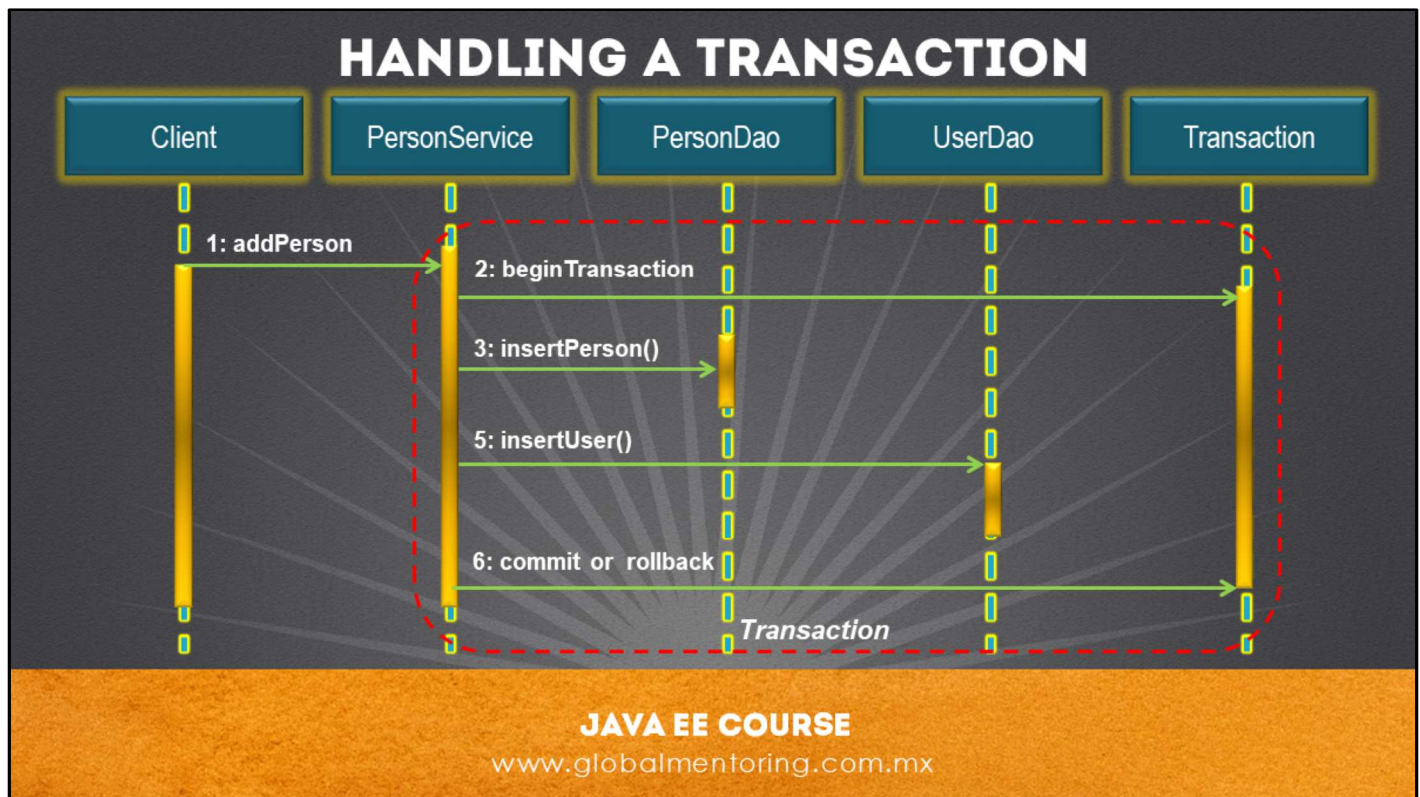 HANDLING A TRANSACTION
Client
PersonService
PersonDao
UserDao
Transaction
1: addPerson
2: beginTransaction
3: insertPerson()
5: insertUser()
6: commit or rollback
Transaction
JAVA EE COURSE
www.globalmentoring.com.mx